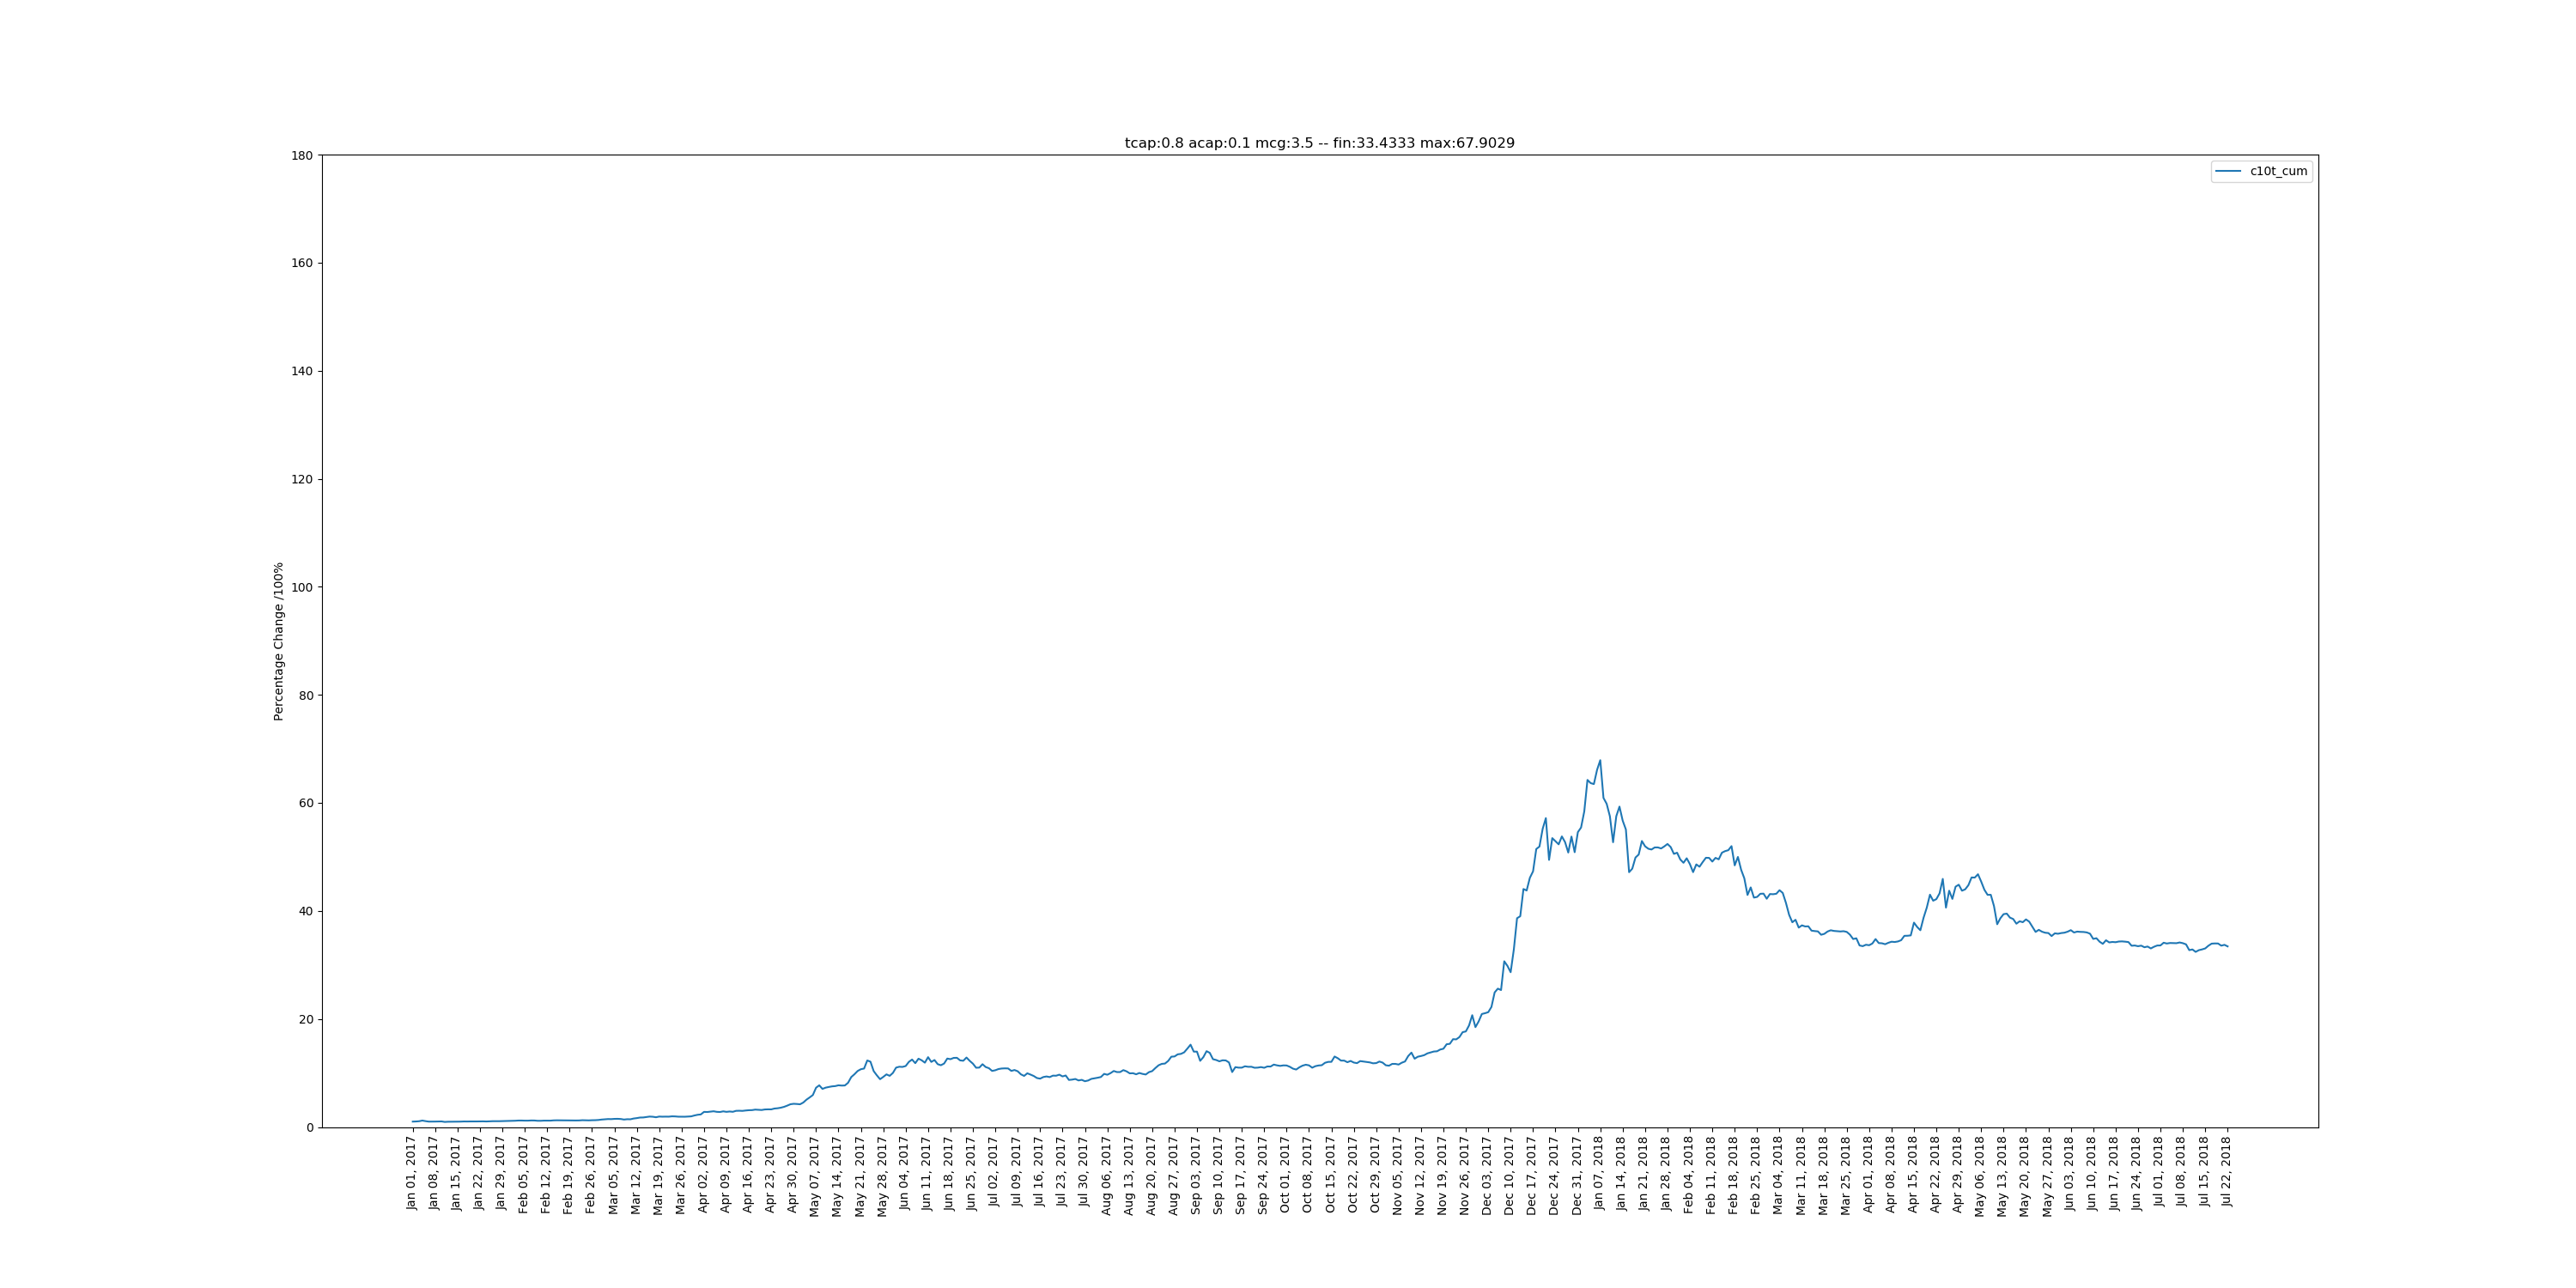 tcap:0.8 acap:0.1 mcg:3.5 -- fin:33.4333 max:67.9029
c10t_cum
Percentage Change /100%
180
160
140
120
100
80
60
40
20
0
Jan 01, 2017
Jan 08, 2017
Jan 15, 2017
Jan 22, 2017
Jan 29, 2017
Feb 05, 2017
Feb 12, 2017
Feb 19, 2017
Feb 26, 2017
Mar 05, 2017
Mar 12, 2017
Mar 19, 2017
Mar 26, 2017
Apr 02, 2017
Apr 09, 2017
Apr 16, 2017
Apr 23, 2017
Apr 30, 2017
May 07, 2017
May 14, 2017
May 21, 2017
May 28, 2017
Jun 04, 2017
Jun 11, 2017
Jun 18, 2017
Jun 25, 2017
Jul 02, 2017
Jul 09, 2017
Jul 16, 2017
Jul 23, 2017
Jul 30, 2017
Aug 06, 2017
Aug 13, 2017
Aug 20, 2017
Aug 27, 2017
Sep 03, 2017
Sep 10, 2017
Sep 17, 2017
Sep 24, 2017
Oct 01, 2017
Oct 08, 2017
Oct 15, 2017
Oct 22, 2017
Oct 29, 2017
Nov 05, 2017
Nov 12, 2017
Nov 19, 2017
Nov 26, 2017
Dec 03, 2017
Dec 10, 2017
Dec 17, 2017
Dec 24, 2017
Dec 31, 2017
Jan 07, 2018
Jan 14, 2018
Jan 21, 2018
Jan 28, 2018
Feb 04, 2018
Feb 11, 2018
Feb 18, 2018
Feb 25, 2018
Mar 04, 2018
Mar 11, 2018
Mar 18, 2018
Mar 25, 2018
Apr 01, 2018
Apr 08, 2018
Apr 15, 2018
Apr 22, 2018
Apr 29, 2018
May 06, 2018
May 13, 2018
May 20, 2018
May 27, 2018
Jun 03, 2018
Jun 10, 2018
Jun 17, 2018
Jun 24, 2018
Jul 01, 2018
Jul 08, 2018
Jul 15, 2018
Jul 22, 2018